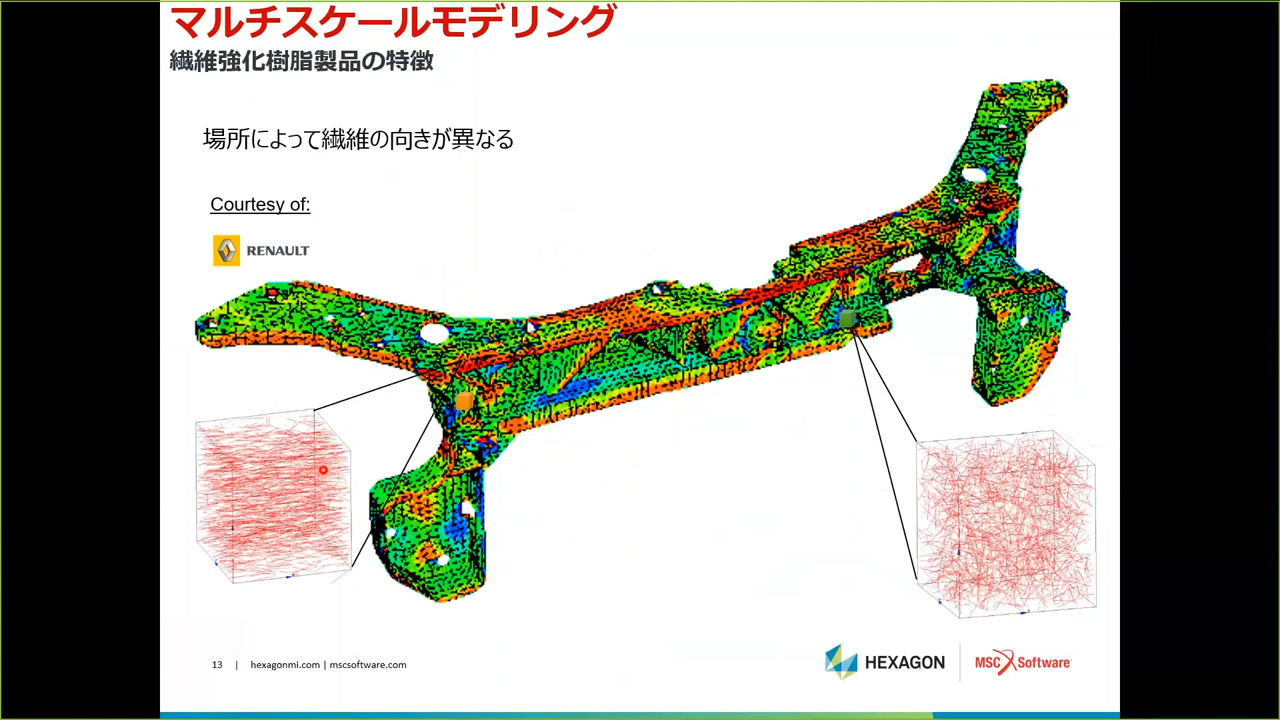 マルチスケールモデリング
繊維強化樹脂製品の特徴
場所によって繊維の向きが異なる
Courtesy of:
RENAULT
13 | hexagonmi.com | mscsoftware.com
HEXAGON
MSC Software